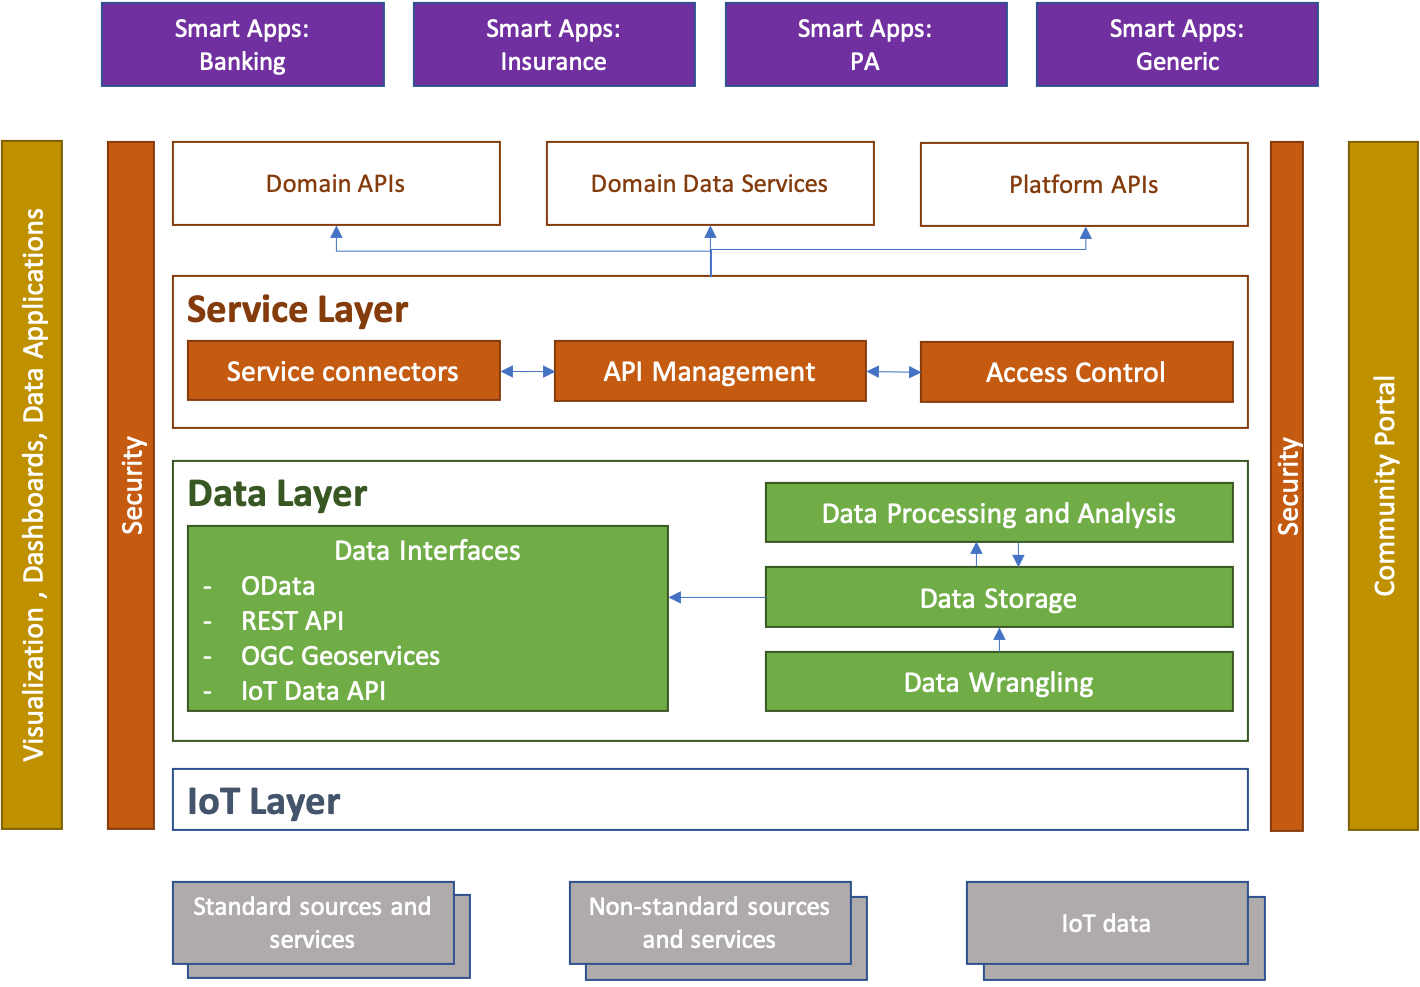 Smart Apps:
Banking
Smart Apps:
Insurance
Smart Apps:
PA
Smart Apps:
Generic
Visualization , Dashboards, Data Applications
Security
Domain APIs
Domain Data Services
Platform APIs
Service Layer
Service connectors
API Management
Access Control
Data Layer
Data Interfaces
- OData
- REST API
- OGC Geoservices
- IoT Data API
Data Processing and Analysis
Data Storage
Data Wrangling
IoT Layer
Security
Community Portal
Standard sources and
services
Non-standard sources
and services
IoT data